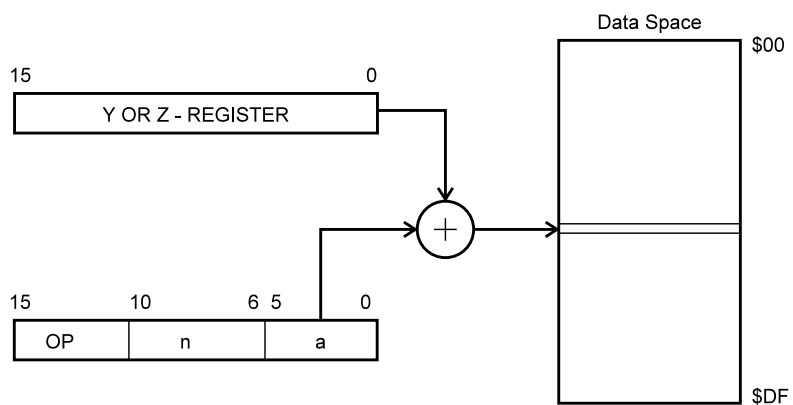 Data Space
$00
15 0
Y OR Z - REGISTER
+
15 10 6 5 0
OP n a
$DF